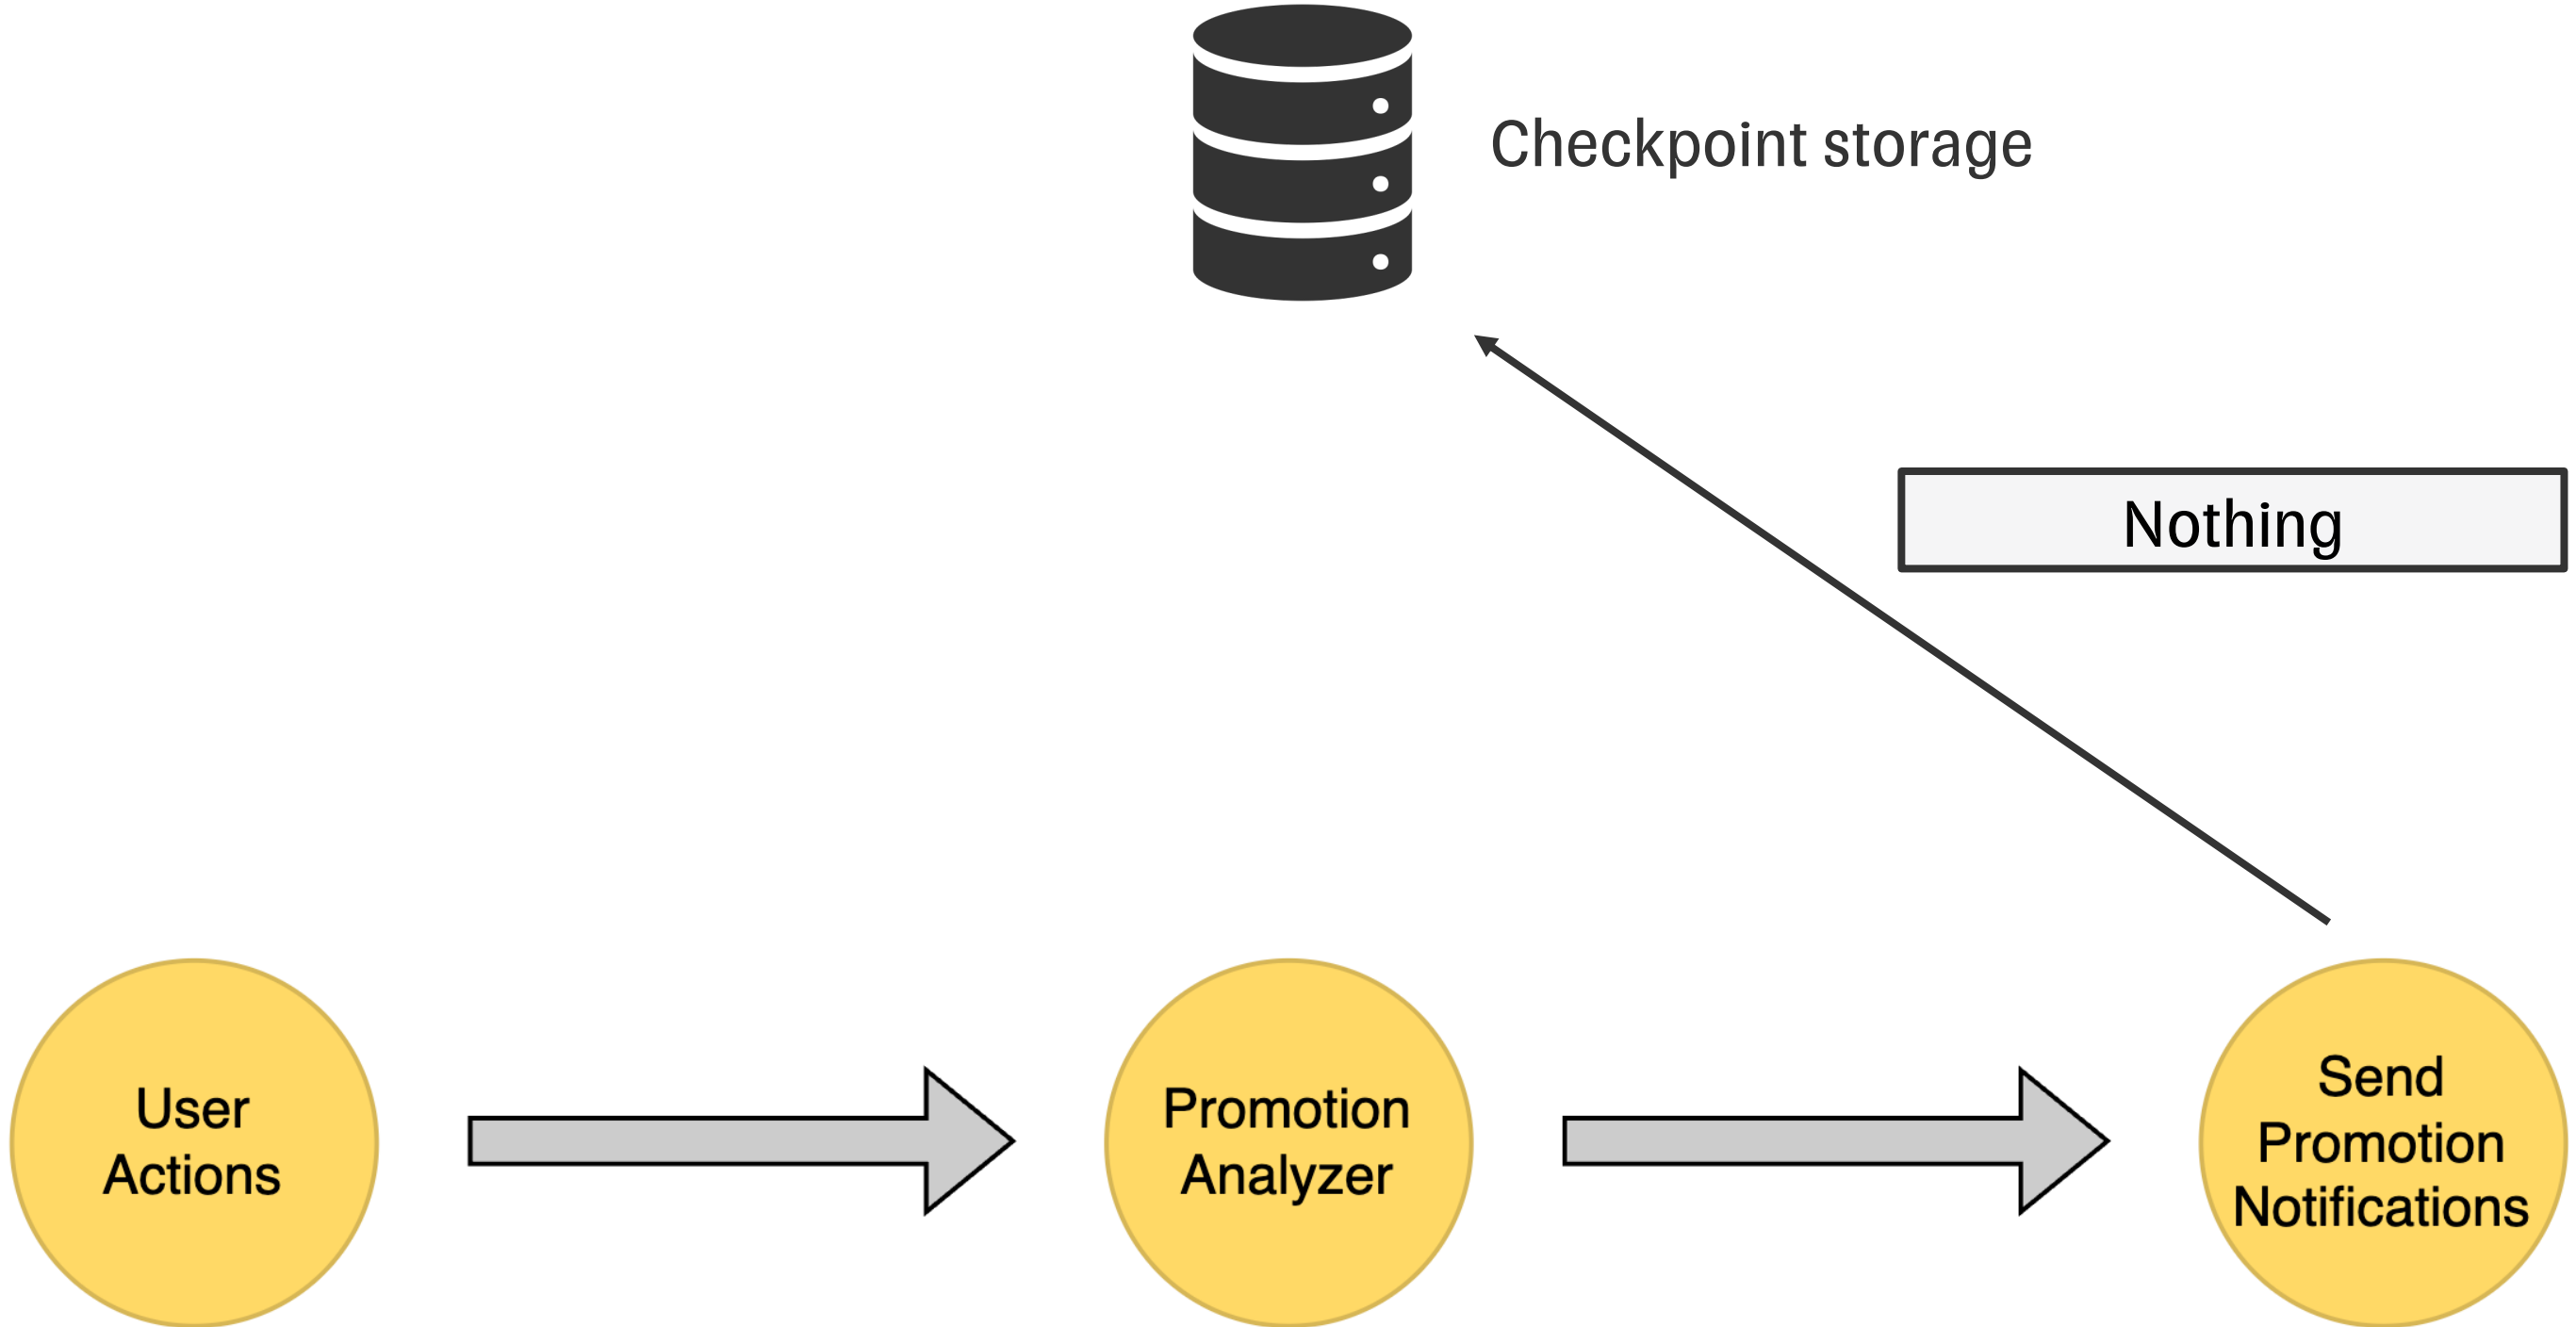 Checkpoint storage
Nothing
User
Actions
Promotion
Analyzer
Send
Promotion
Notifications